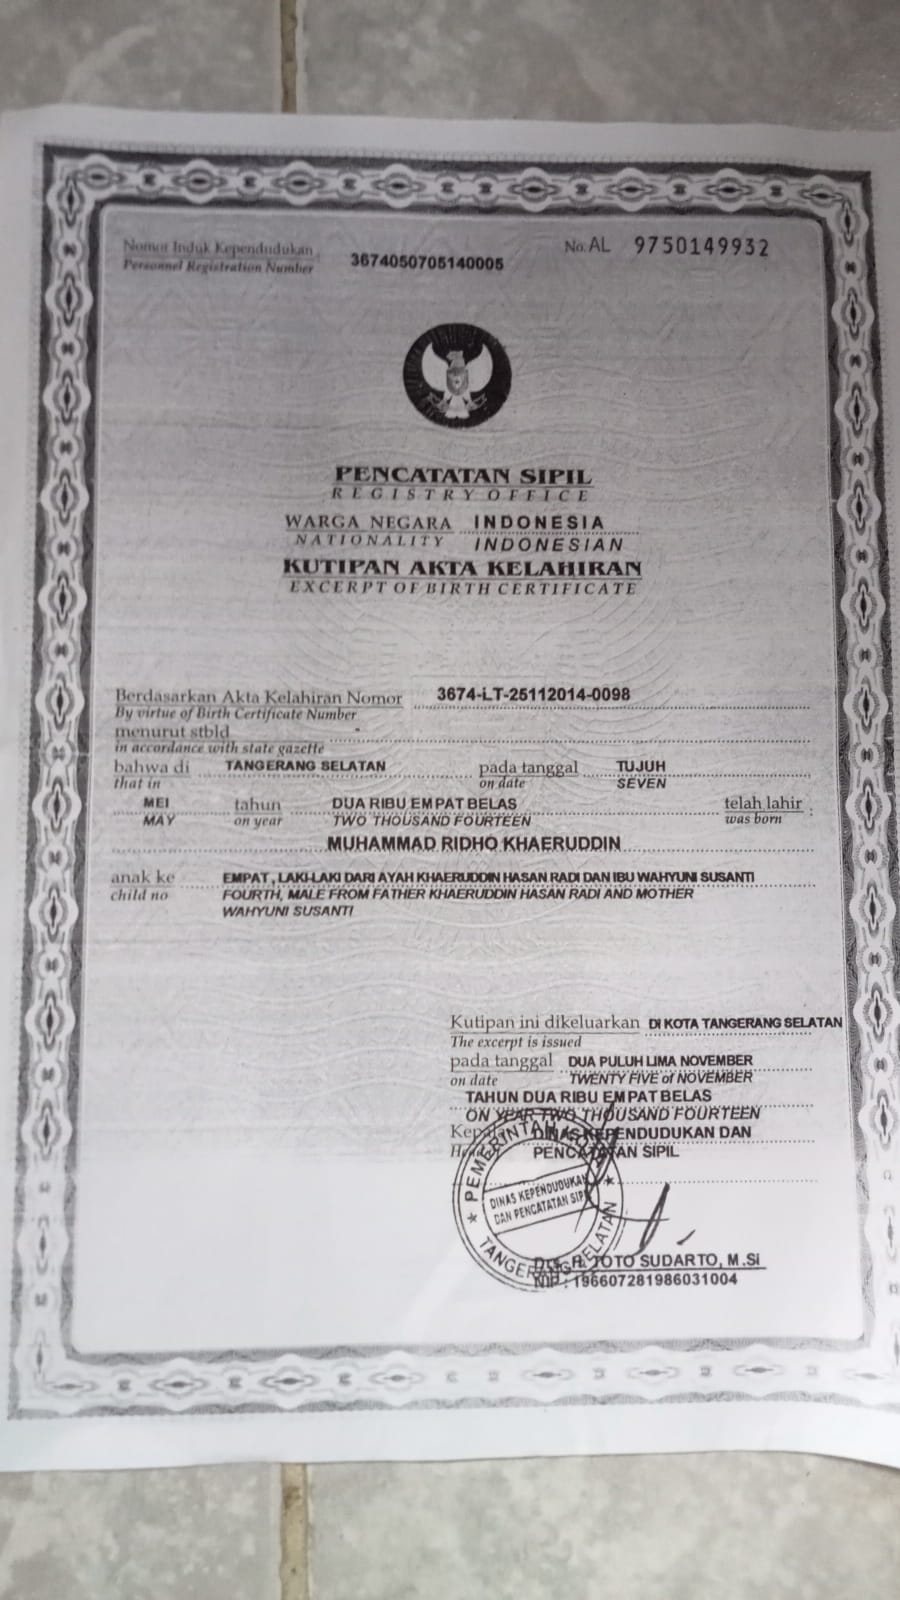 Nomor Induk Kependudukan
Personnel Registration Number
3674050705140005
No. AL 9750149932
PENCATATAN SIPIL
REGISTRY OFFICE
WARGA NEGARA INDONESIA
NATIONALITY INDONESIAN
KUTIPAN AKTA KELAHIRAN
EXCERPT OF BIRTH CERTIFICATE
Berdasarkan Akta Kelahiran Nomor 3674-LT-25112014-0098
By virtue of Birth Certificate Number
menurut stbld -
in accordance with state gazette
bahwa di TANGERANG SELATAN pada tanggal TUJUH
that in on date SEVEN
MEI tahun DUA RIBU EMPAT BELAS telah lahir :
MAY on year TWO THOUSAND FOURTEEN was born
MUHAMMAD RIDHO KHAERUDDIN
anak ke EMPAT, LAKI-LAKI DARI AYAH KHAERUDDIN HASAN RADI DAN IBU WAHYUNI SUSANTI
child no FOURTH, MALE FROM FATHER KHAERUDDIN HASAN RADI AND MOTHER
WAHYUNI SUSANTI
Kutipan ini dikeluarkan DI KOTA TANGERANG SELATAN
The excerpt is issued
pada tanggal DUA PULUH LIMA NOVEMBER
on date TWENTY FIVE of NOVEMBER
TAHUN DUA RIBU EMPAT BELAS
ON YEAR TWO THOUSAND FOURTEEN
DINAS KEPENDUDUKAN DAN
PENCATATAN SIPIL
PEMERINTAH
DINAS KEPENDUDUKAN
DAN PENCATATAN SIPIL
TANGERANG SELATAN
Drs. H. TOTO SUDARTO, M.Si
NIP : 196607281986031004